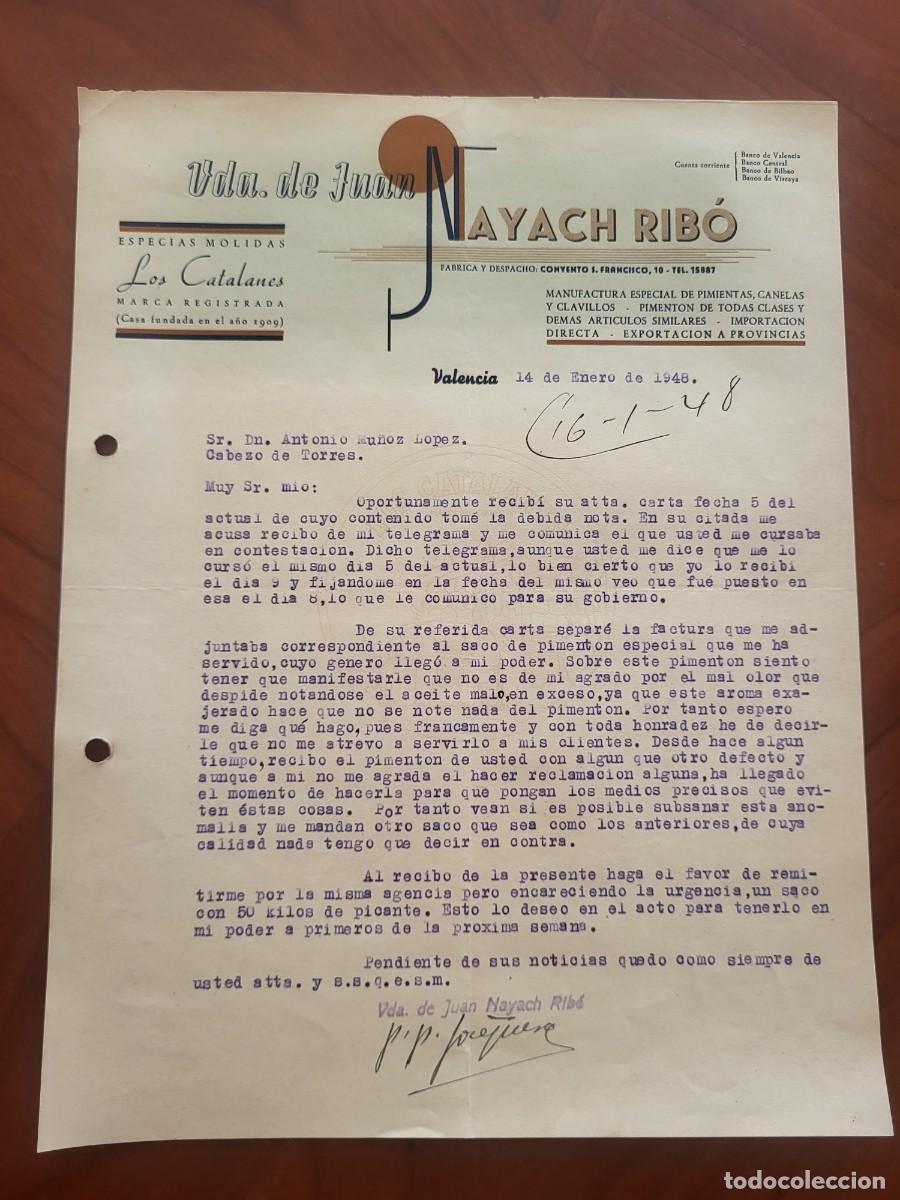 Vda. de Juan
NAYACH RIBÓ
Cuenta corriente
Banco de Valencia
Banco Central
Banco de Bilbao
Banco de Vizcaya
ESPECIAS MOLIDAS
Los Catalanes
MARCA REGISTRADA
(Casa fundada en el año 1909)
FABRICA Y DESPACHO: CONVENTO S. FRANCISCO, 10 - TEL. 15887
MANUFACTURA ESPECIAL DE PIMIENTAS, CANELAS
Y CLAVILLOS - PIMENTON DE TODAS CLASES Y
DEMAS ARTICULOS SIMILARES - IMPORTACION
DIRECTA - EXPORTACION A PROVINCIAS
Valencia 14 de Enero de 1948.
16-1-48
Sr. Dn. Antonio Muñoz Lopez.
Cabezo de Torres.
Muy Sr. mio:
Oportunamente recibí su atta. carta fecha 5 del
actual de cuyo contenido tomé la debida nota. En su citada me
acusa recibo de mi telegrama y me comunica el que usted me cursaba
en contestacion. Dicho telegrama,aunque usted me dice que me lo
cursó el mismo dia 5 del actual,lo bien cierto que yo lo recibi
el dia 9 y fijandome en la fecha del mismo veo que fué puesto en
esa el dia 8,lo que le comunico para su gobierno.
De su referida carta separé la factura que me ad-
juntaba correspondiente al saco de pimenton especial que me ha
servido,cuyo genero llegó a mi poder. Sobre este pimenton siento
tener que manifestarle que no es de mi agrado por el mal olor que
despide notandose el aceite malo,en exceso,ya que este aroma exa-
jerado hace que no se note nada del pimenton. Por tanto espero
me diga qué hago,pues francamente y con toda honradez he de decir-
le que no me atrevo a servirlo a mis clientes. Desde hace algun
tiempo,recibo el pimenton de usted con algun que otro defecto y
aunque a mi no me agrada el hacer reclamacion alguna,ha llegado
el momento de hacerla para que pongan los medios precisos que evi-
ten éstas cosas. Por tanto vean si es posible subsanar esta ano-
malia y me mandan otro saco que sea como los anteriores,de cuya
calidad nada tengo que decir en contra.
Al recibo de la presente haga el favor de remi-
tirme por la misma agencia pero encareciendo la urgencia,un saco
con 50 kilos de picante. Esto lo deseo en el acto para tenerlo en
mi poder a primeros de la proxima semana.
Pendiente de sus noticias quedo como siempre de
usted atta. y s.s.q.e.s.m.
Vda. de Juan Nayach Ribó
P.P.
todocoleccion